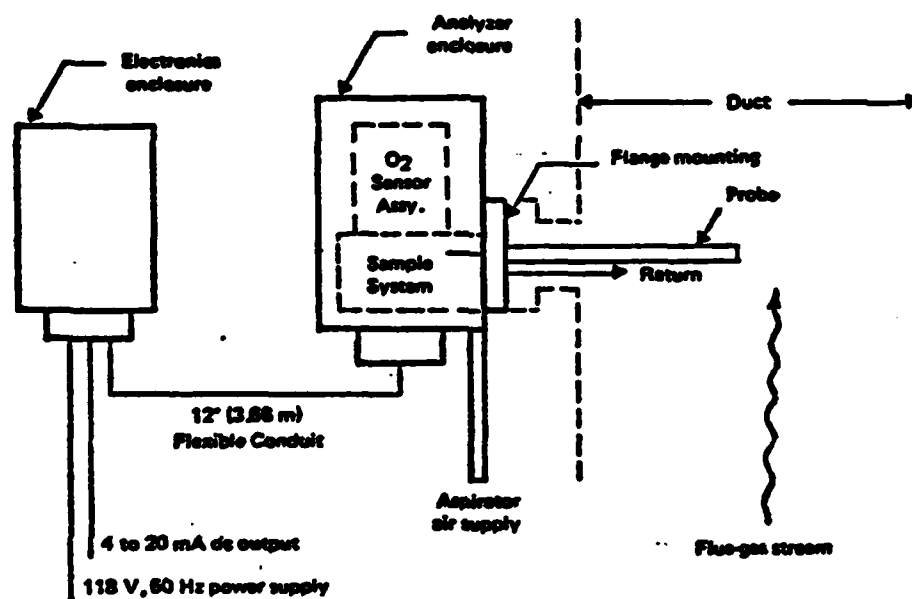 Analyzer
enclosure
Electronics
enclosure
Duct
Flange mounting
O2
Sensor
Assy.
Probe
Sample
System
Return
12' (3.66 m)
Flexible Conduit
Aspirator
air supply
4 to 20 mA dc output
Flue-gas stream
118 V, 60 Hz power supply